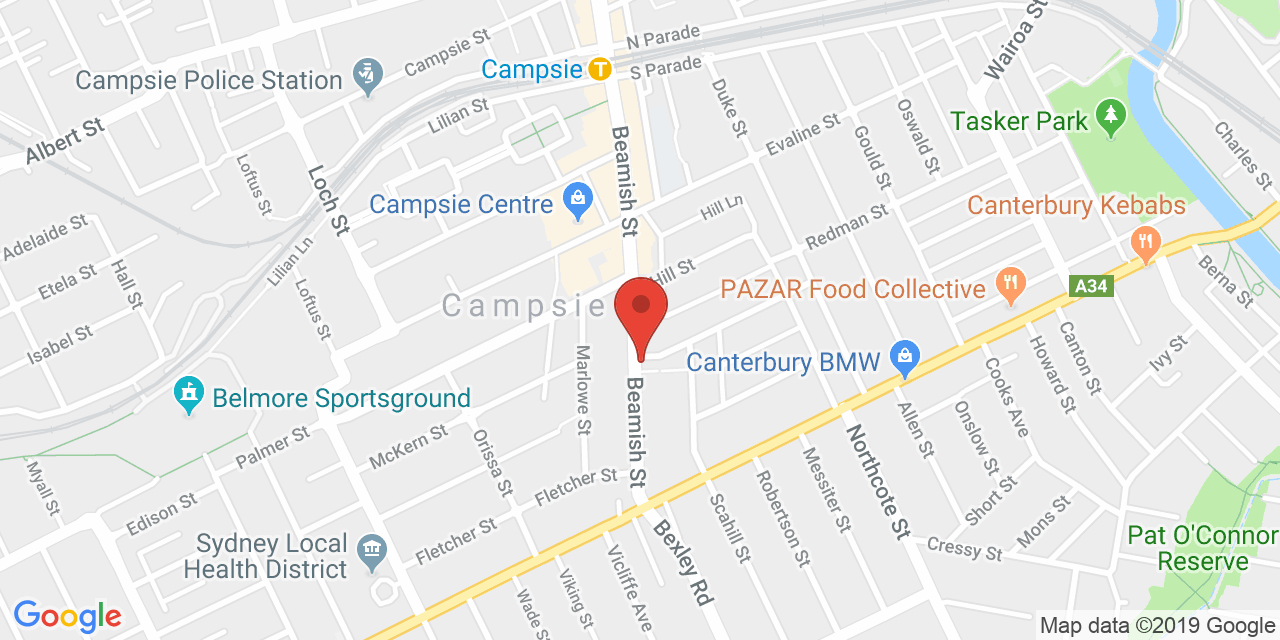 N Parade
Campsie St
Campsie
S Parade
Wairoa St
Campsie Police Station
Duke St
Lilian St
Oswald St
Tasker Park
Albert St
Beamish St
Evaline St
Gould St
Charles St
Loftus St
Loch St
Campsie Centre
Hill Ln
Canterbury Kebabs
Redman St
Adelaide St
Lilian Ln
Hall St
Etela St
Hill St
PAZAR Food Collective
A34
Berna St
Campsie
Loftus St
Isabel St
Marlowe St
Canterbury BMW
Howard St
Canton St
Ivy St
Belmore Sportsground
Beamish St
Cooks Ave
Allen St
Onslow St
Palmer St
McKern St
Orissa St
Northcote St
Messiter St
Robertson St
Myall St
Fletcher St
Short St
Edison St
Scahill St
Mons St
Fletcher St
Bexley Rd
Cressy St
Pat O'Connor
Reserve
Sydney Local
Health District
Vicliffe Ave
Viking St
Wade St
Google
Map data ©2019 Google